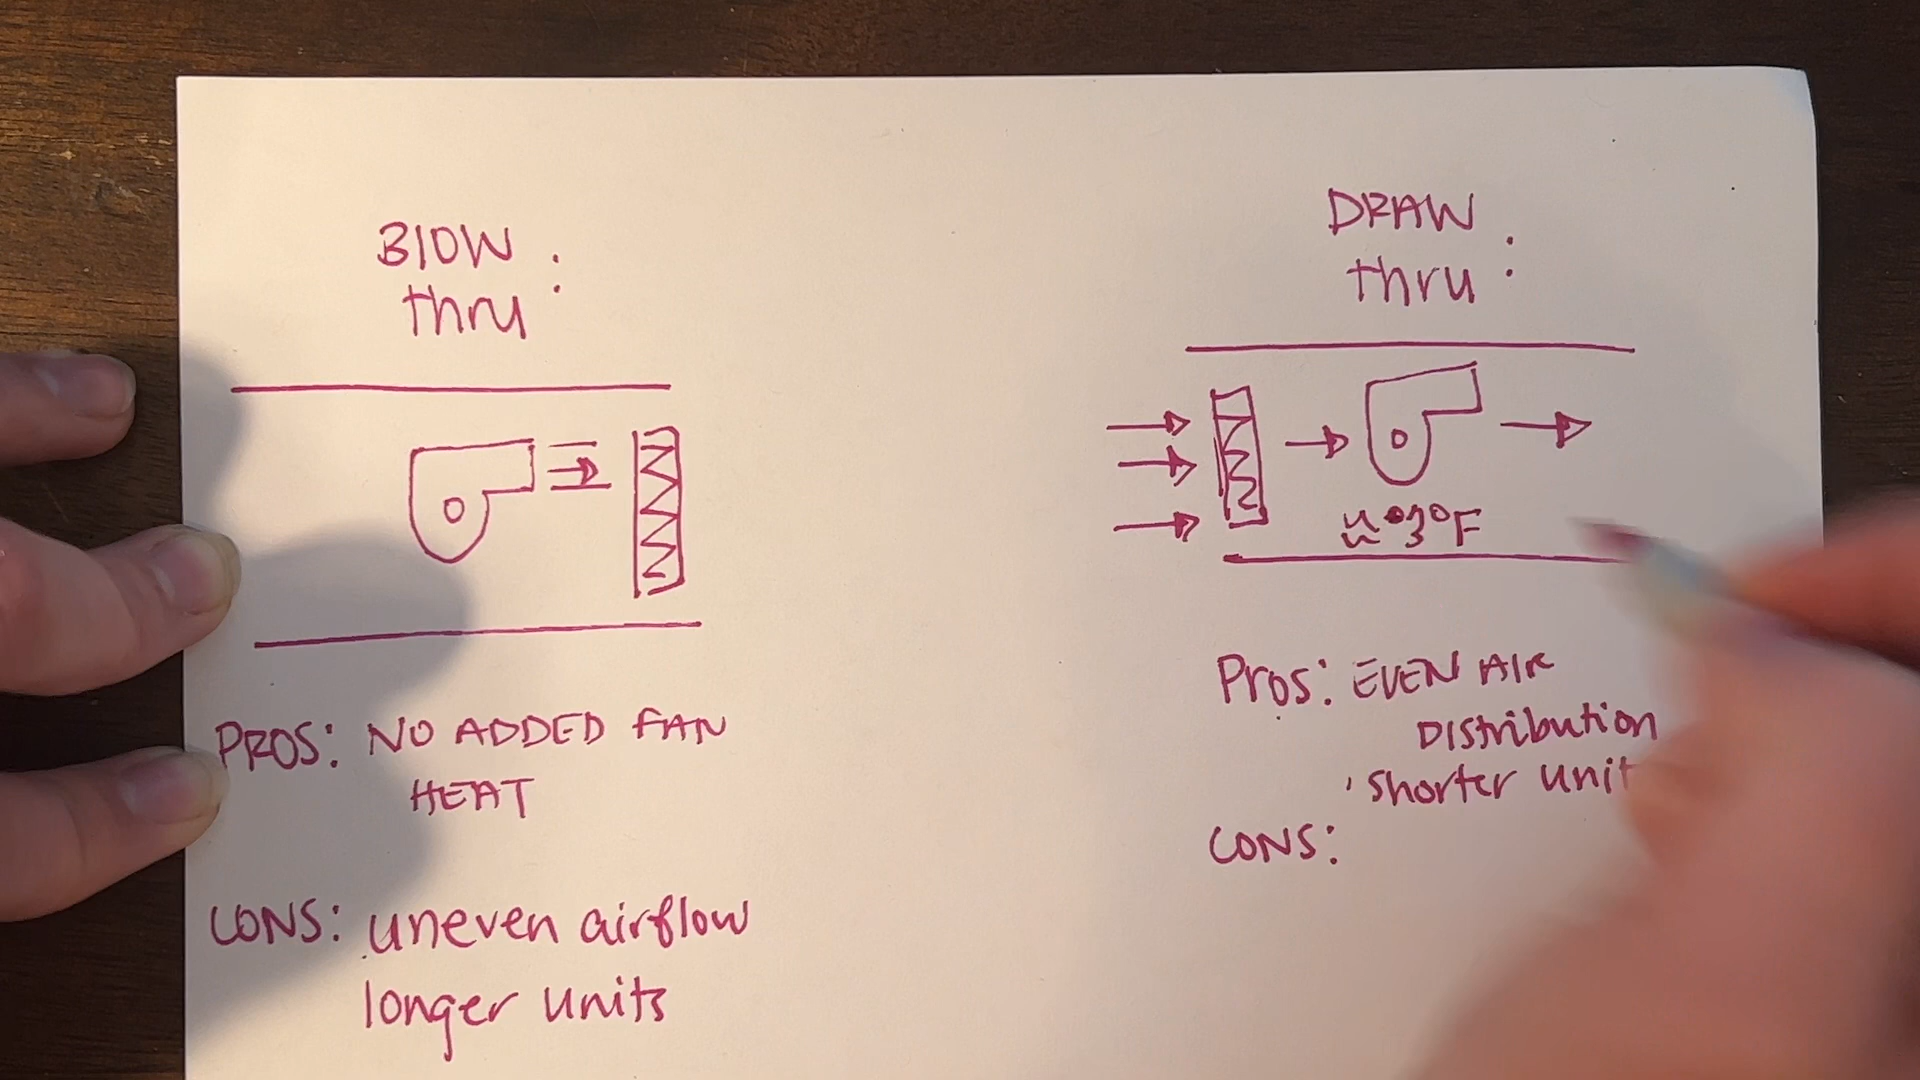 BlOW :
thru
PROS: NO ADDED FAN
HEAT
CONS: uneven airflow
longer units
DRAW :
thru
3°F
Pros: EVEN AIR
Distribution
shorter unit
CONS: